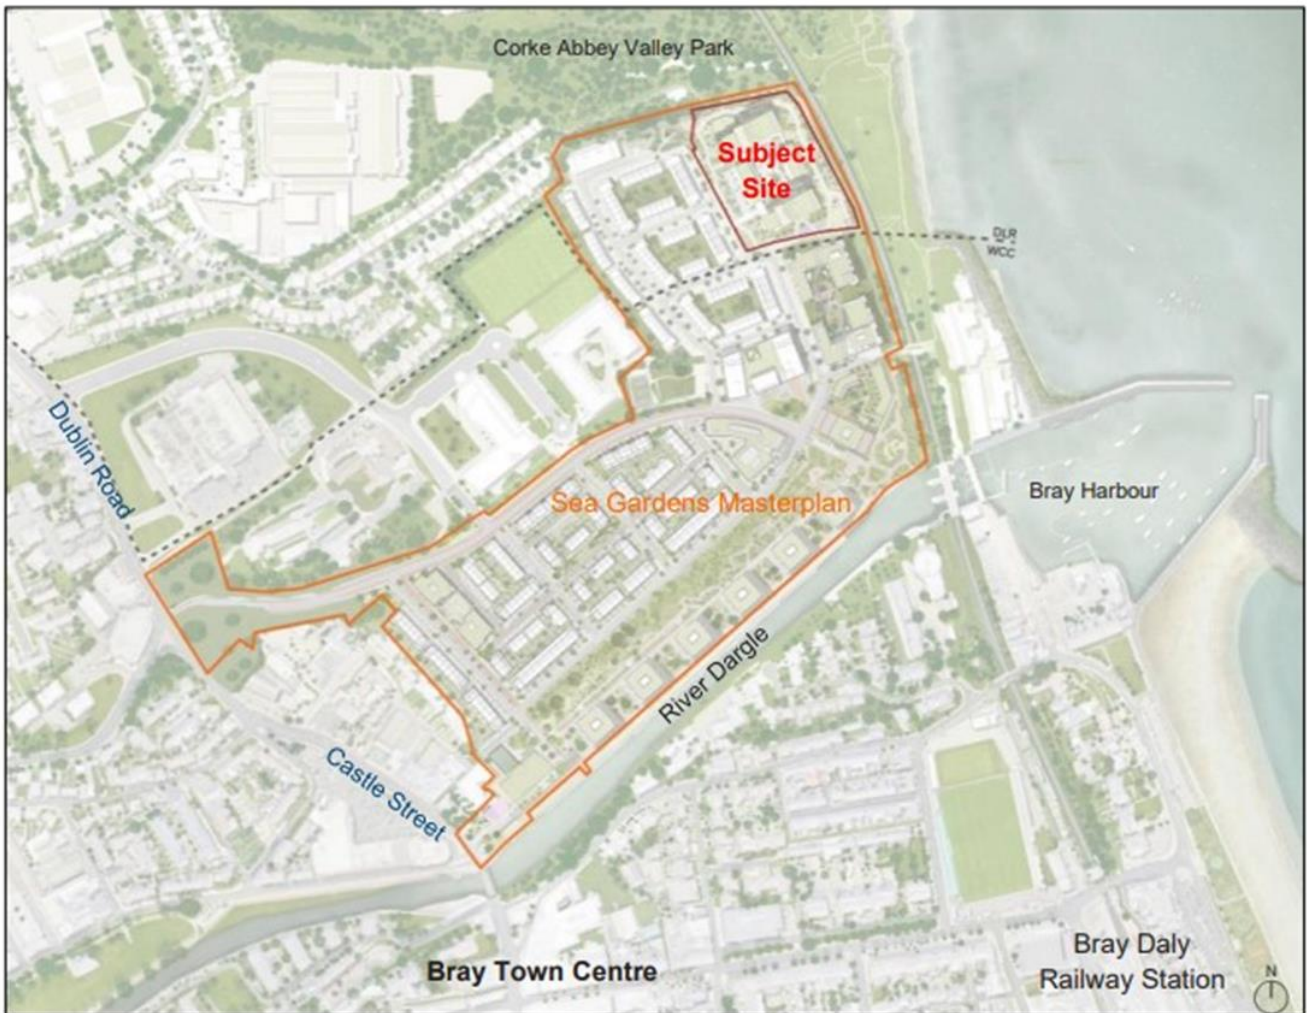 Corke Abbey Valley Park
Subject
Site
DLR
WCC
Dublin Road
Sea Gardens Masterplan
Bray Harbour
River Dargle
Castle Street
Bray Town Centre
Bray Daly
Railway Station
N